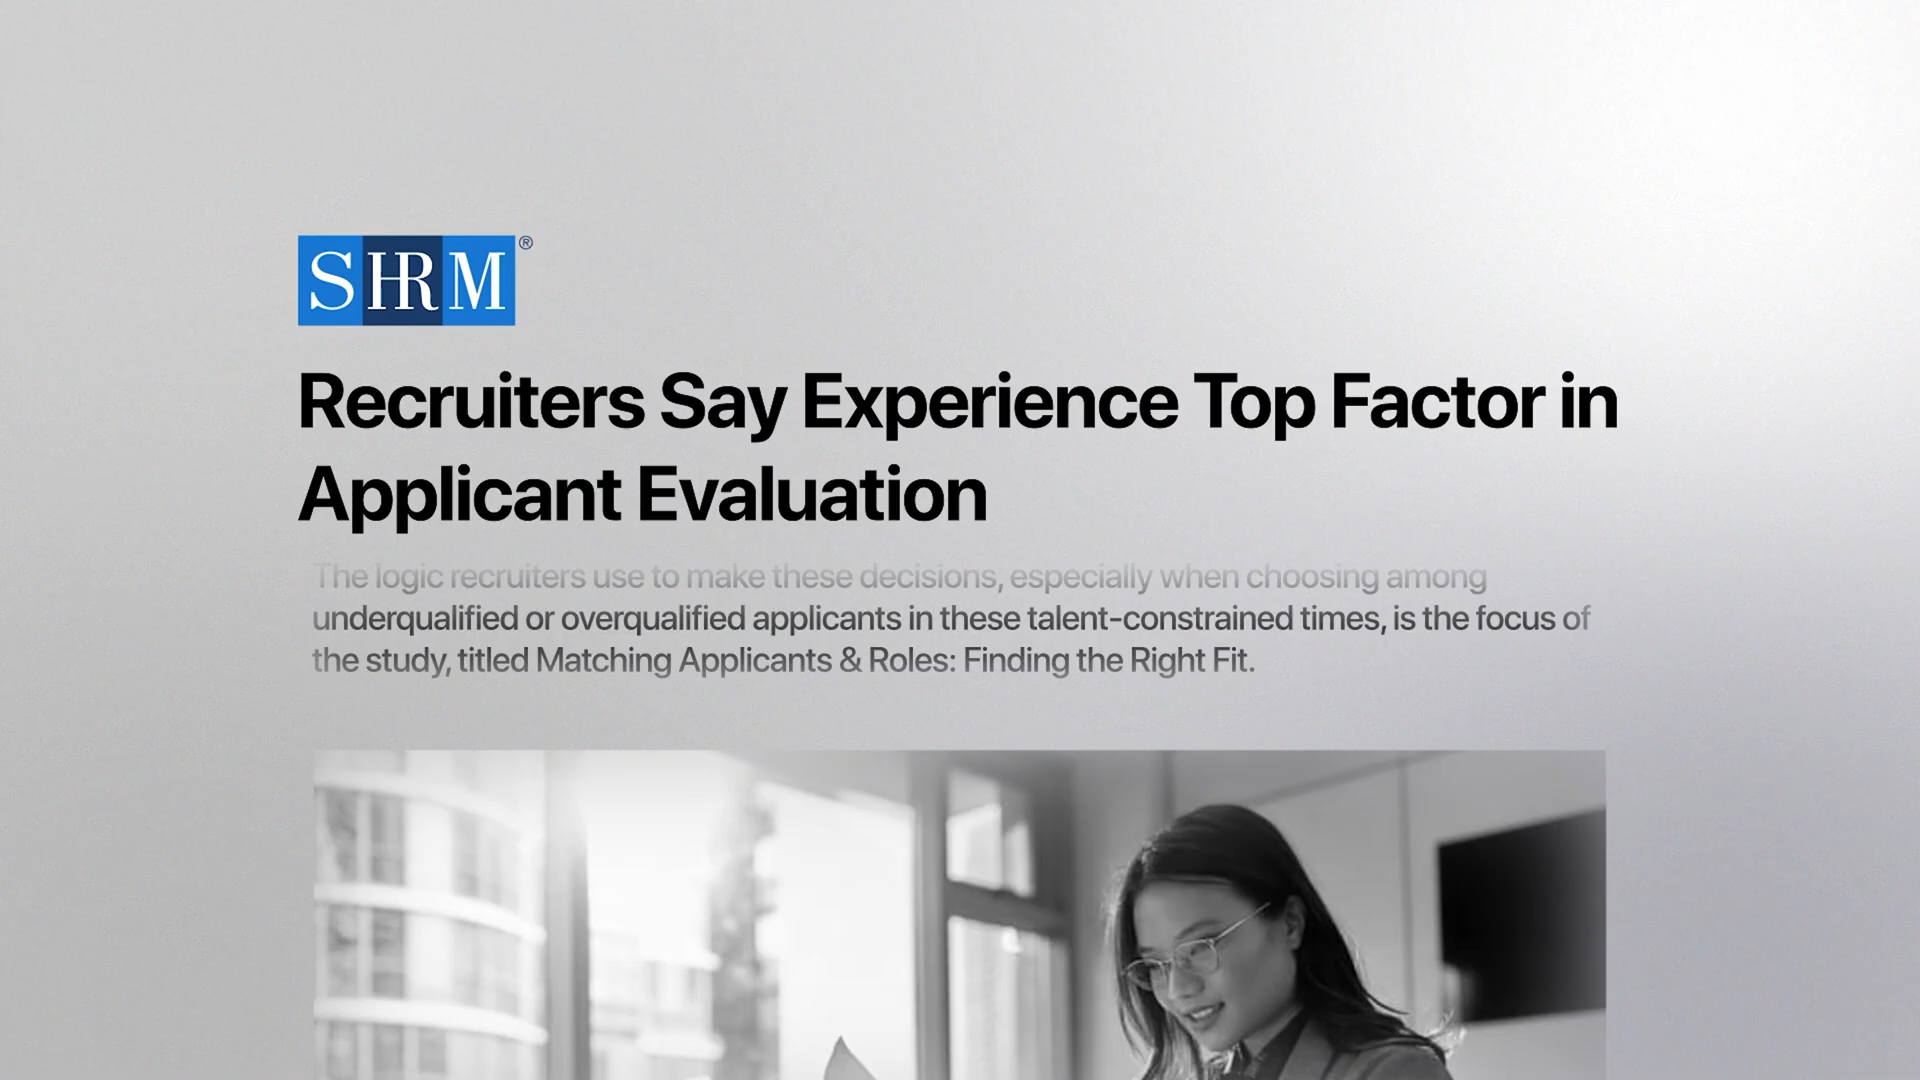 SHRM®
Recruiters Say Experience Top Factor in
Applicant Evaluation
The logic recruiters use to make these decisions, especially when choosing among
underqualified or overqualified applicants in these talent-constrained times, is the focus of
the study, titled Matching Applicants & Roles: Finding the Right Fit.